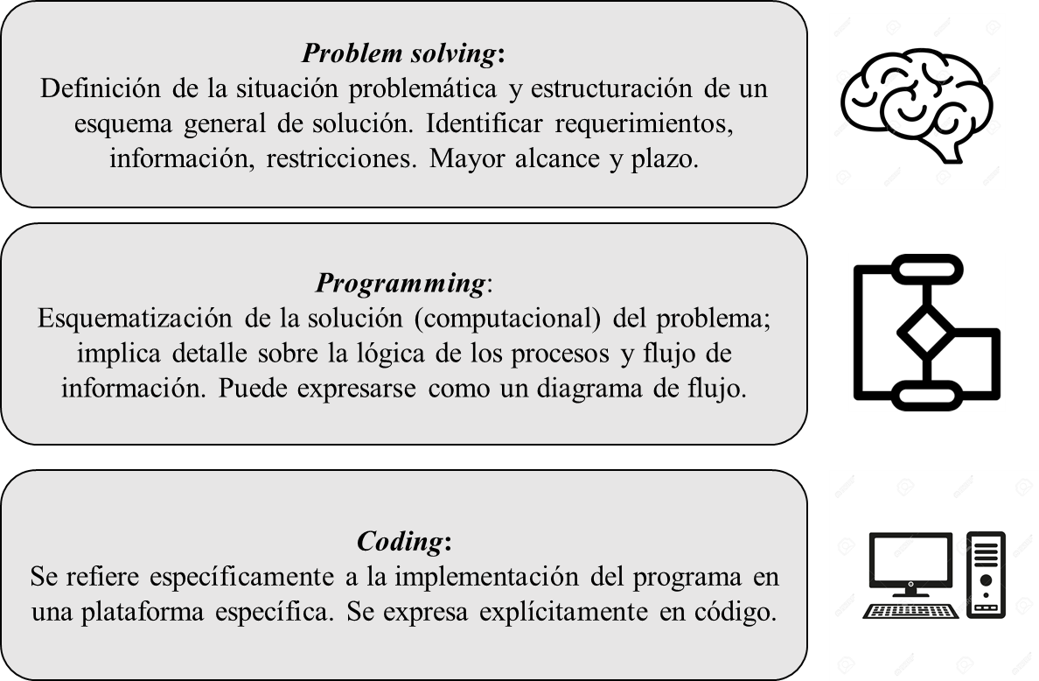 Problem solving:
Definición de la situación problemática y estructuración de un
esquema general de solución. Identificar requerimientos,
información, restricciones. Mayor alcance y plazo.
Programming:
Esquematización de la solución (computacional) del problema;
implica detalle sobre la lógica de los procesos y flujo de
información. Puede expresarse como un diagrama de flujo.
Coding:
Se refiere específicamente a la implementación del programa en
una plataforma específica. Se expresa explícitamente en código.